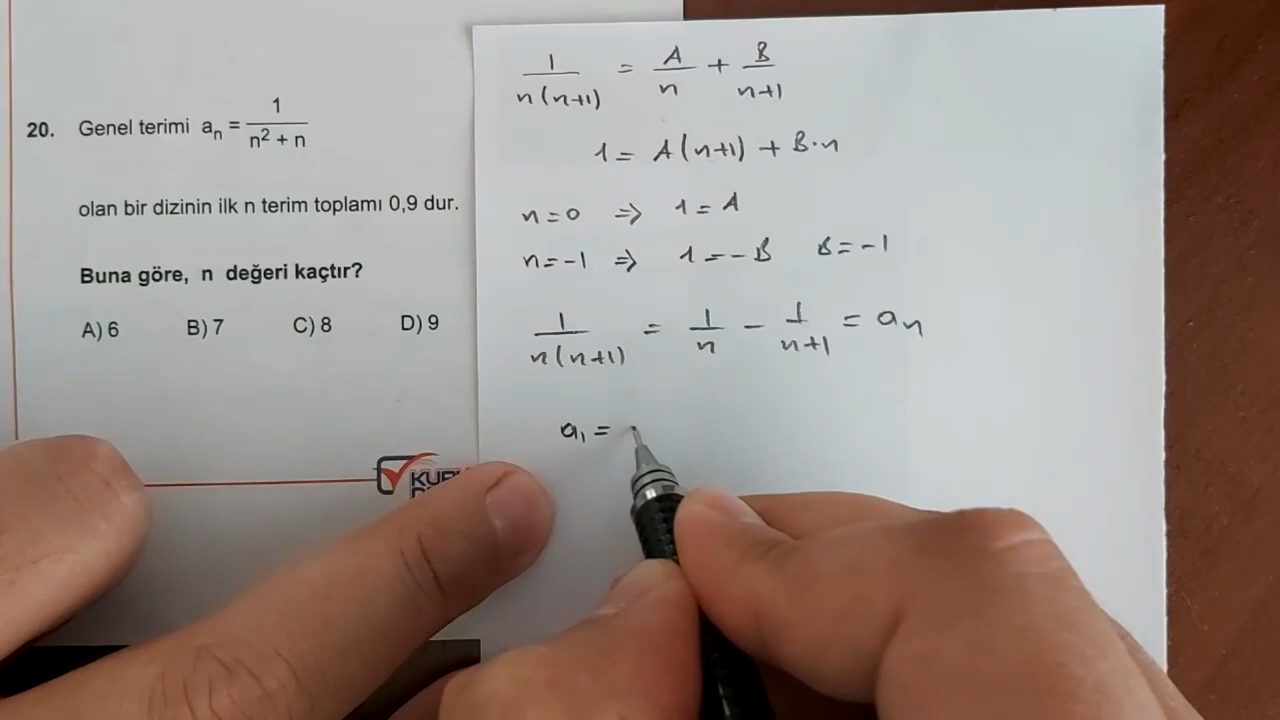 20. Genel terimi aₙ = 1/(n² + n)
olan bir dizinin ilk n terim toplamı 0,9 dur.
Buna göre, n değeri kaçtır?
A) 6 B) 7 C) 8 D) 9
1/(n(n+1)) = A/n + B/(n+1)
1 = A(n+1) + B·n
n=0 ⇒ 1=A
n=-1 ⇒ 1=-B B=-1
1/(n(n+1)) = 1/n - 1/(n+1) = aₙ
a₁ =